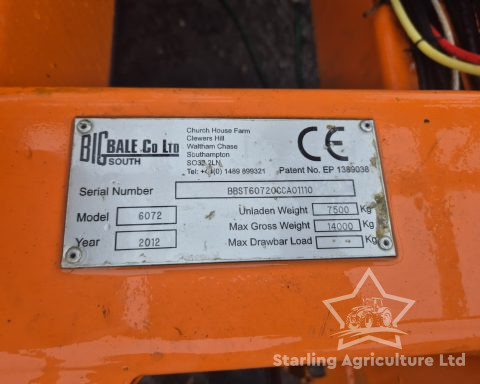 BIG BALE Co LTD
SOUTH
Church House Farm
Clewers Hill
Waltham Chase
Southampton
SO32 2LN
Tel: +44(0) 1489 899321
CE
Patent No. EP 1389038
Serial Number BBST60720CCA01110
Model 6072
Year 2012
Unladen Weight 7500 Kg
Max Gross Weight 14000 Kg
Max Drawbar Load Kg
Starling Agriculture Ltd